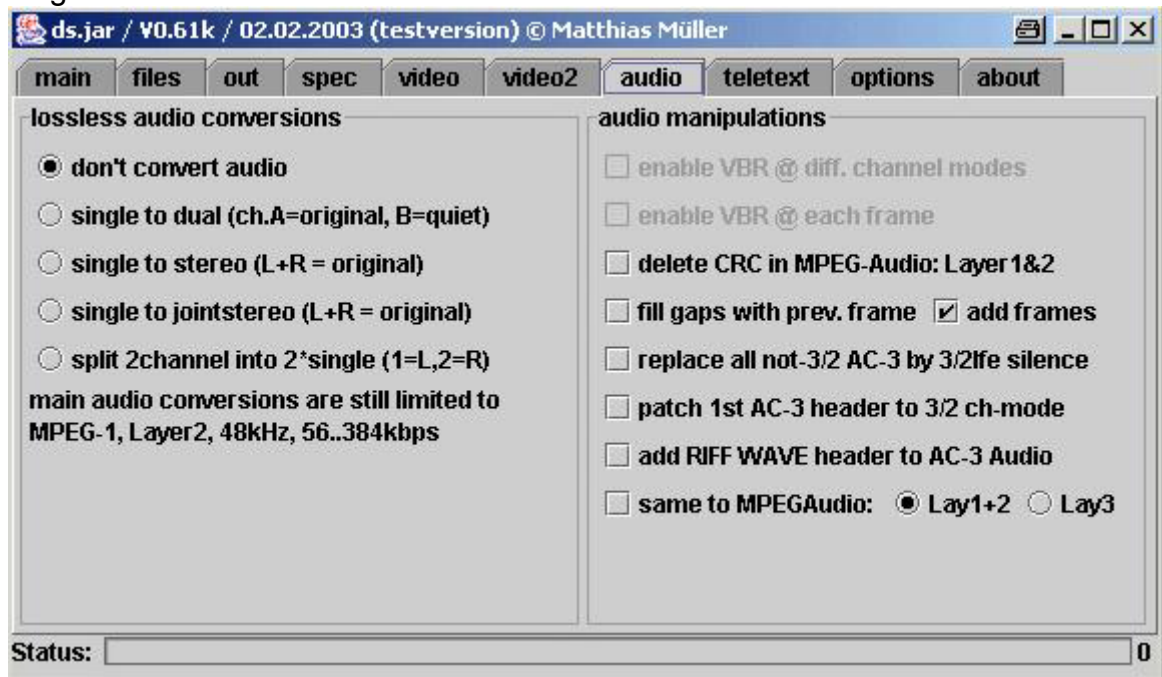 ds.jar / V0.61k / 02.02.2003 (testversion) © Matthias Müller
main files out spec video video2 audio teletext options about
lossless audio conversions
don't convert audio
single to dual (ch.A=original, B=quiet)
single to stereo (L+R = original)
single to jointstereo (L+R = original)
split 2channel into 2*single (1=L,2=R)
main audio conversions are still limited to
MPEG-1, Layer2, 48kHz, 56..384kbps
audio manipulations
enable VBR @ diff. channel modes
enable VBR @ each frame
delete CRC in MPEG-Audio: Layer1&2
fill gaps with prev. frame add frames
replace all not-3/2 AC-3 by 3/2lfe silence
patch 1st AC-3 header to 3/2 ch-mode
add RIFF WAVE header to AC-3 Audio
same to MPEGAudio: Lay1+2 Lay3
Status: 0